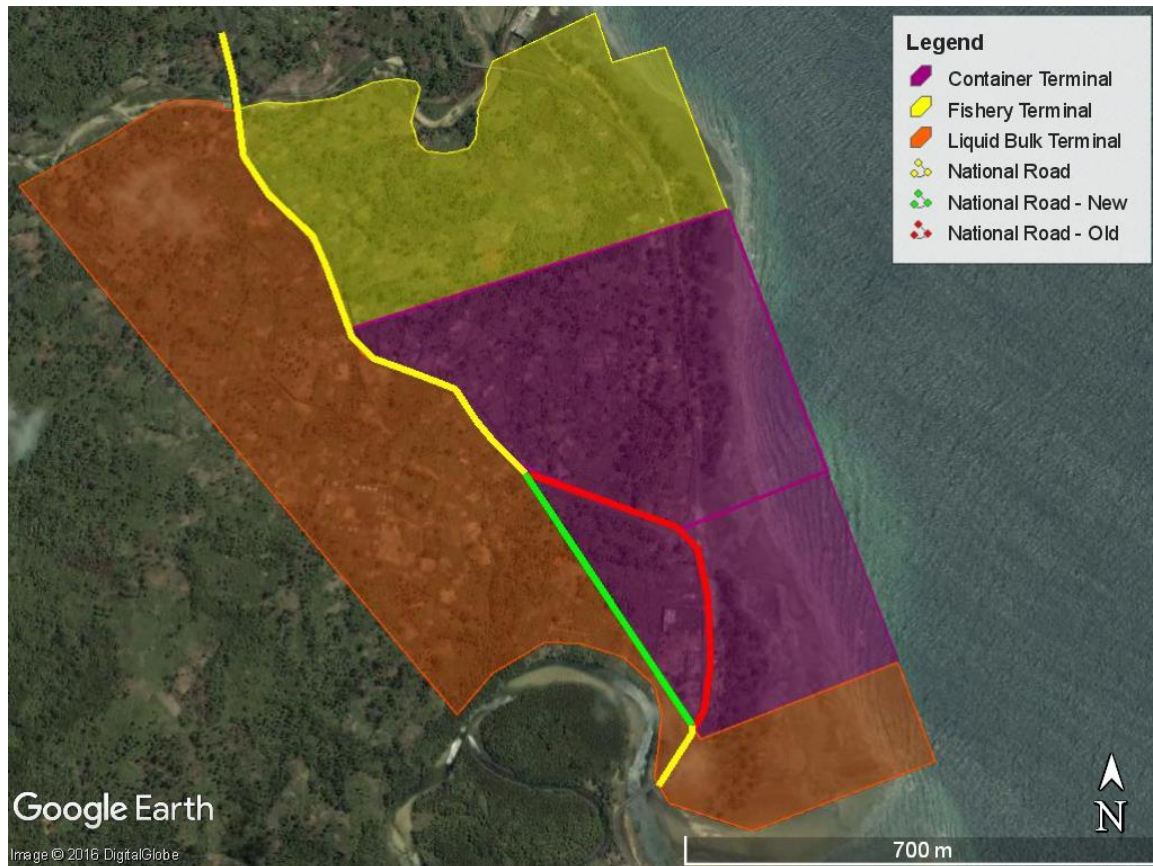 Legend
Container Terminal
Fishery Terminal
Liquid Bulk Terminal
National Road
National Road - New
National Road - Old
N
Google Earth
700 m
Image © 2016 DigitalGlobe